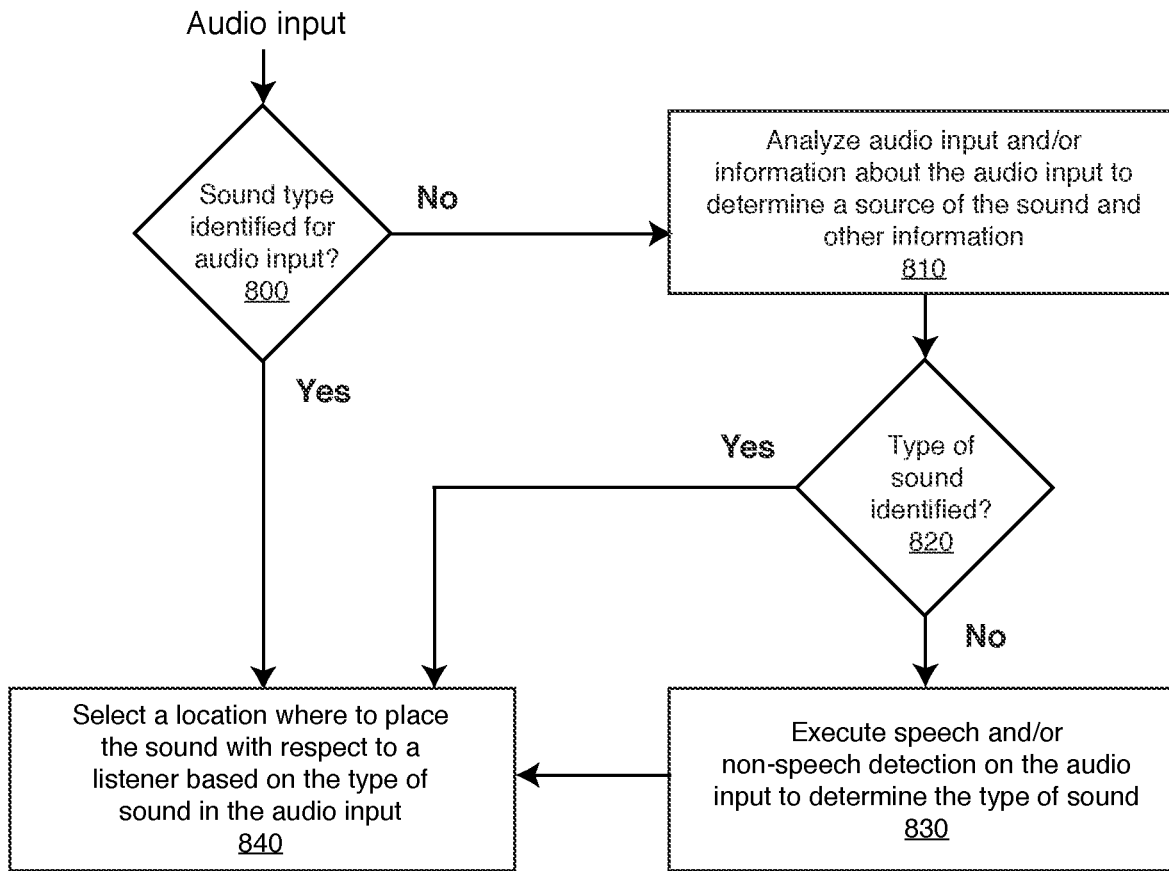 Audio input
Sound type
identified for
audio input?
800
No
Yes
Analyze audio input and/or
information about the audio input to
determine a source of the sound and
other information
810
Type of
sound
identified?
820
Yes
No
Select a location where to place
the sound with respect to a
listener based on the type of
sound in the audio input
840
Execute speech and/or
non-speech detection on the audio
input to determine the type of sound
830